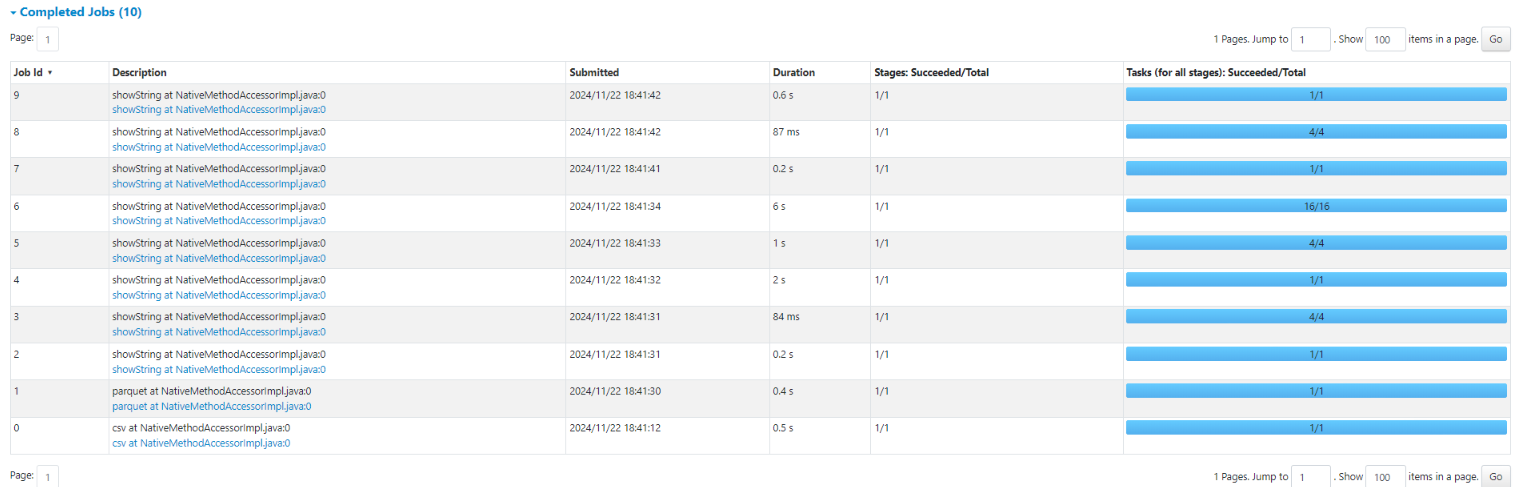 Completed Jobs (10)
Page: 1
1 Pages. Jump to 1 . Show 100 items in a page. Go
Job Id ▾ Description Submitted Duration Stages: Succeeded/Total Tasks (for all stages): Succeeded/Total
9 showString at NativeMethodAccessorImpl.java:0 2024/11/22 18:41:42 0.6 s 1/1 1/1
showString at NativeMethodAccessorImpl.java:0
8 showString at NativeMethodAccessorImpl.java:0 2024/11/22 18:41:42 87 ms 1/1 4/4
showString at NativeMethodAccessorImpl.java:0
7 showString at NativeMethodAccessorImpl.java:0 2024/11/22 18:41:41 0.2 s 1/1 1/1
showString at NativeMethodAccessorImpl.java:0
6 showString at NativeMethodAccessorImpl.java:0 2024/11/22 18:41:34 6 s 1/1 16/16
showString at NativeMethodAccessorImpl.java:0
5 showString at NativeMethodAccessorImpl.java:0 2024/11/22 18:41:33 1 s 1/1 4/4
showString at NativeMethodAccessorImpl.java:0
4 showString at NativeMethodAccessorImpl.java:0 2024/11/22 18:41:32 2 s 1/1 1/1
showString at NativeMethodAccessorImpl.java:0
3 showString at NativeMethodAccessorImpl.java:0 2024/11/22 18:41:31 84 ms 1/1 4/4
showString at NativeMethodAccessorImpl.java:0
2 showString at NativeMethodAccessorImpl.java:0 2024/11/22 18:41:31 0.2 s 1/1 1/1
showString at NativeMethodAccessorImpl.java:0
1 parquet at NativeMethodAccessorImpl.java:0 2024/11/22 18:41:30 0.4 s 1/1 1/1
parquet at NativeMethodAccessorImpl.java:0
0 csv at NativeMethodAccessorImpl.java:0 2024/11/22 18:41:12 0.5 s 1/1 1/1
csv at NativeMethodAccessorImpl.java:0
Page: 1
1 Pages. Jump to 1 . Show 100 items in a page. Go